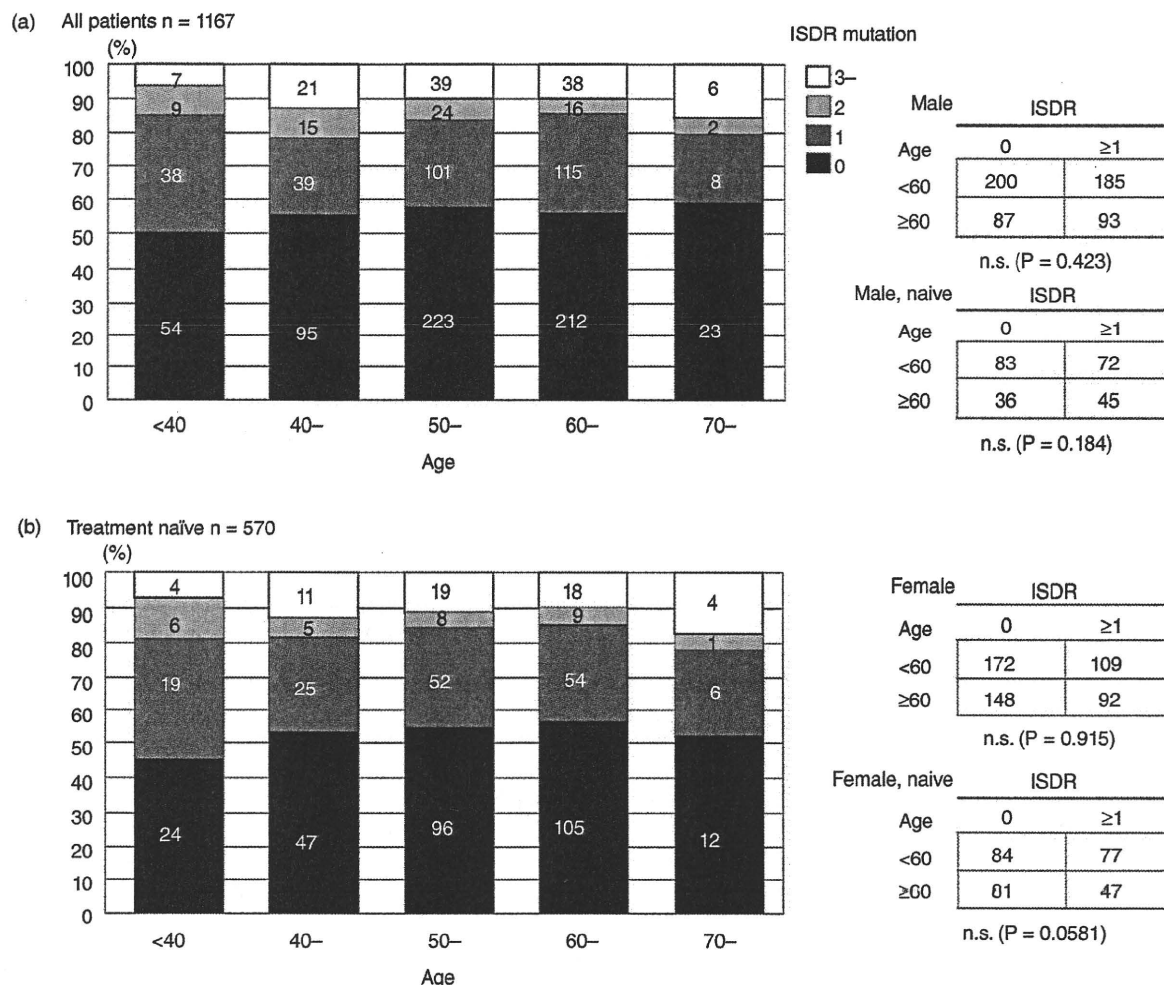 (a) All patients n = 1167
(%)
100
90
80
70
60
50
40
30
20
10
0
7 21 39 38 6
9 15 24 16 2
38 39 101 115 8
54 95 223 212 23
<40 40– 50– 60– 70–
Age
ISDR mutation
3–
2
1
0
Male ISDR
Age 0 ≥1
<60 200 185
≥60 87 93
n.s. (P = 0.423)
Male, naive ISDR
Age 0 ≥1
<60 83 72
≥60 36 45
n.s. (P = 0.184)
(b) Treatment naïve n = 570
(%)
100
90
80
70
60
50
40
30
20
10
0
4 11 19 18 4
6 5 8 9 1
19 25 52 54 6
24 47 96 105 12
<40 40– 50– 60– 70–
Age
Female ISDR
Age 0 ≥1
<60 172 109
≥60 148 92
n.s. (P = 0.915)
Female, naive ISDR
Age 0 ≥1
<60 84 77
≥60 81 47
n.s. (P = 0.0581)